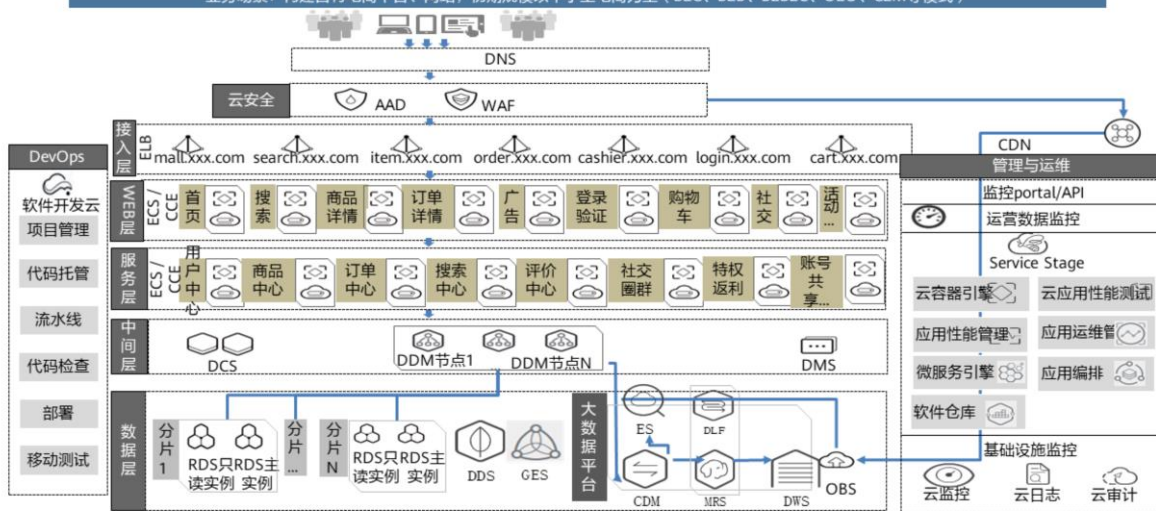 DNS
云安全
AAD
WAF
CDN
接入层
ELB
mall.xxx.com
search.xxx.com
item.xxx.com
order.xxx.com
cashier.xxx.com
login.xxx.com
cart.xxx.com
DevOps
软件开发云
项目管理
代码托管
流水线
代码检查
部署
移动测试
WEB层
ECS/
CCE
首页
搜索
商品
详情
订单
详情
广告
登录
验证
购物
车
社交
活动
...
服务层
ECS/
CCE
用户中心
商品
中心
订单
中心
搜索
中心
评价
中心
社交
圈群
特权
返利
账号
共
享...
中间层
DCS
DDM节点1
DDM节点N
DMS
数据层
分片1
RDS只
读实例
RDS主
实例
分片...
分片N
RDS只
读实例
RDS主
实例
DDS
GES
大数据平台
ES
DLF
CDM
MRS
DWS
OBS
管理与运维
监控portal/API
运营数据监控
Service Stage
云容器引擎
云应用性能测试
应用性能管理
应用运维管
微服务引擎
应用编排
软件仓库
基础设施监控
云监控
云日志
云审计